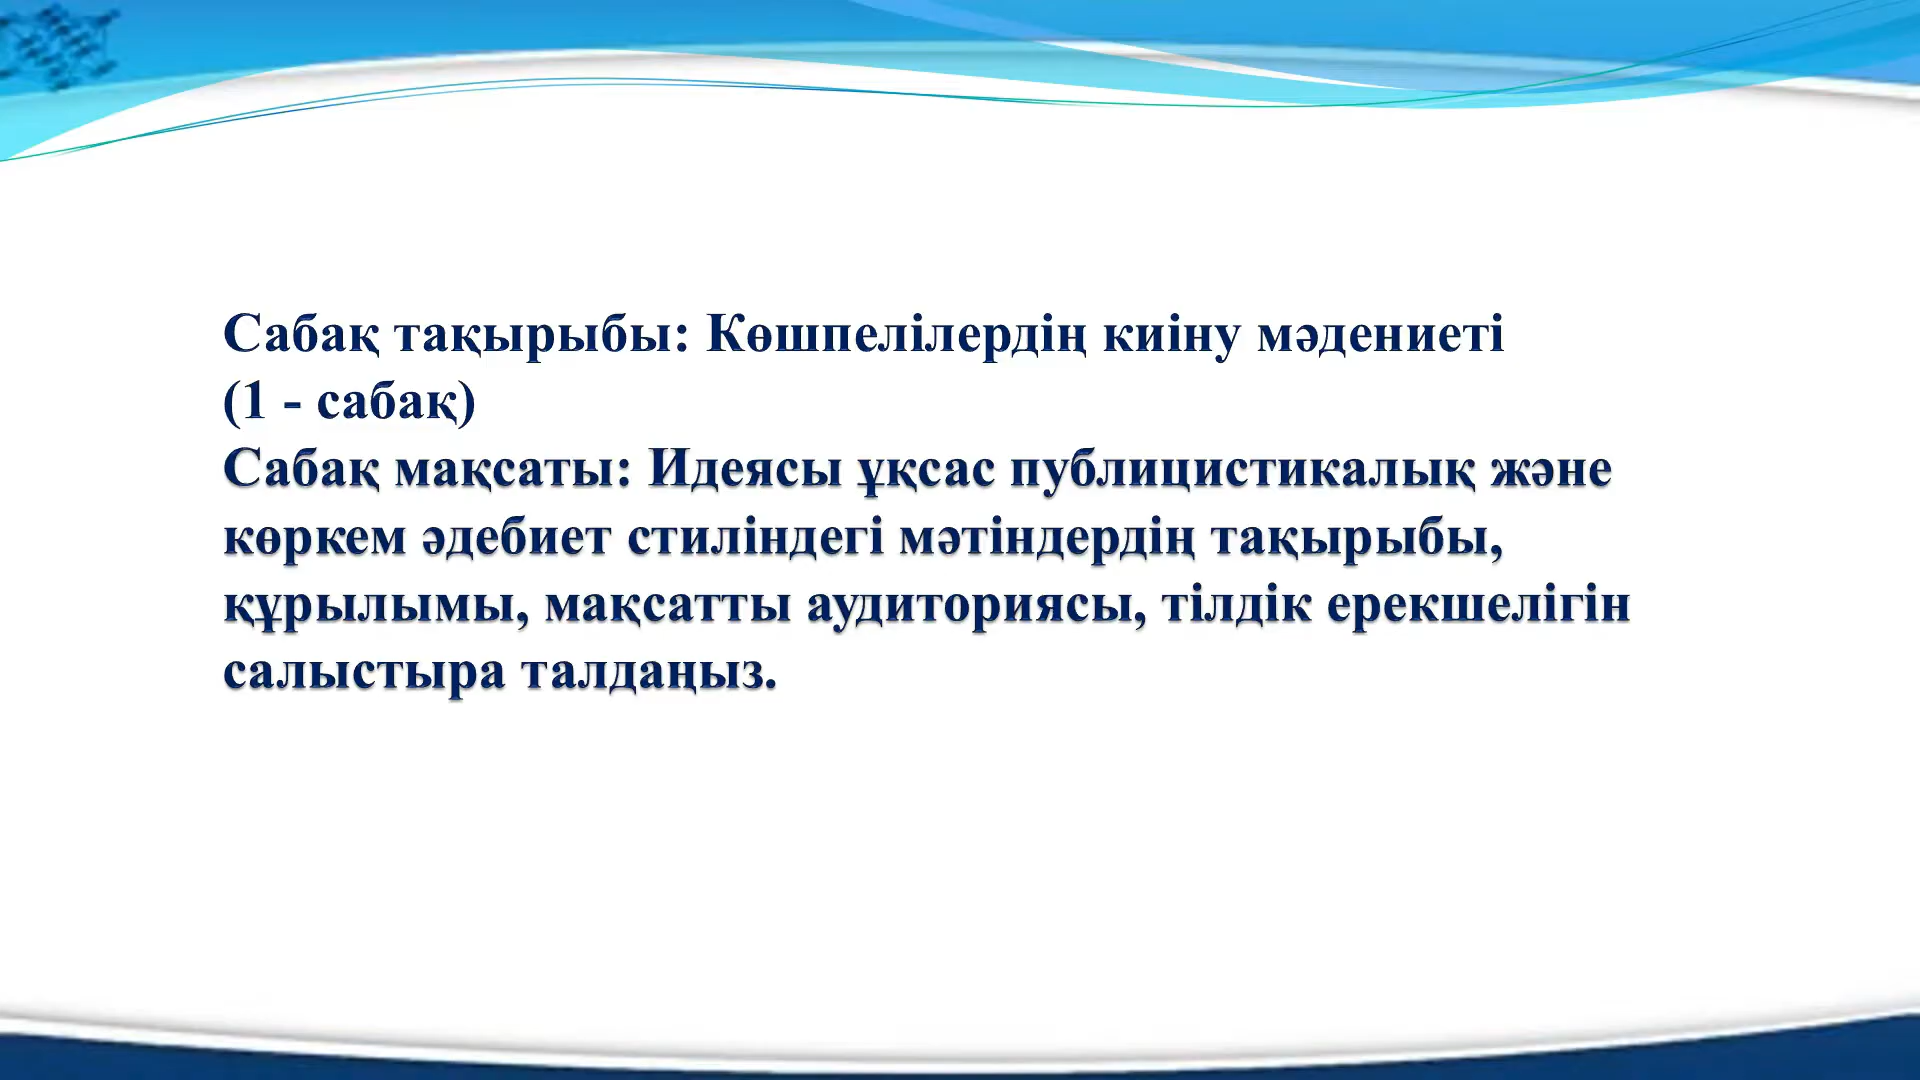 Сабақ тақырыбы: Көшпелілердің киіну мәдениеті
(1 - сабақ)
Сабақ мақсаты: Идеясы ұқсас публицистикалық және
көркем әдебиет стиліндегі мәтіндердің тақырыбы,
құрылымы, мақсатты аудиториясы, тілдік ерекшелігін
салыстыра талдаңыз.